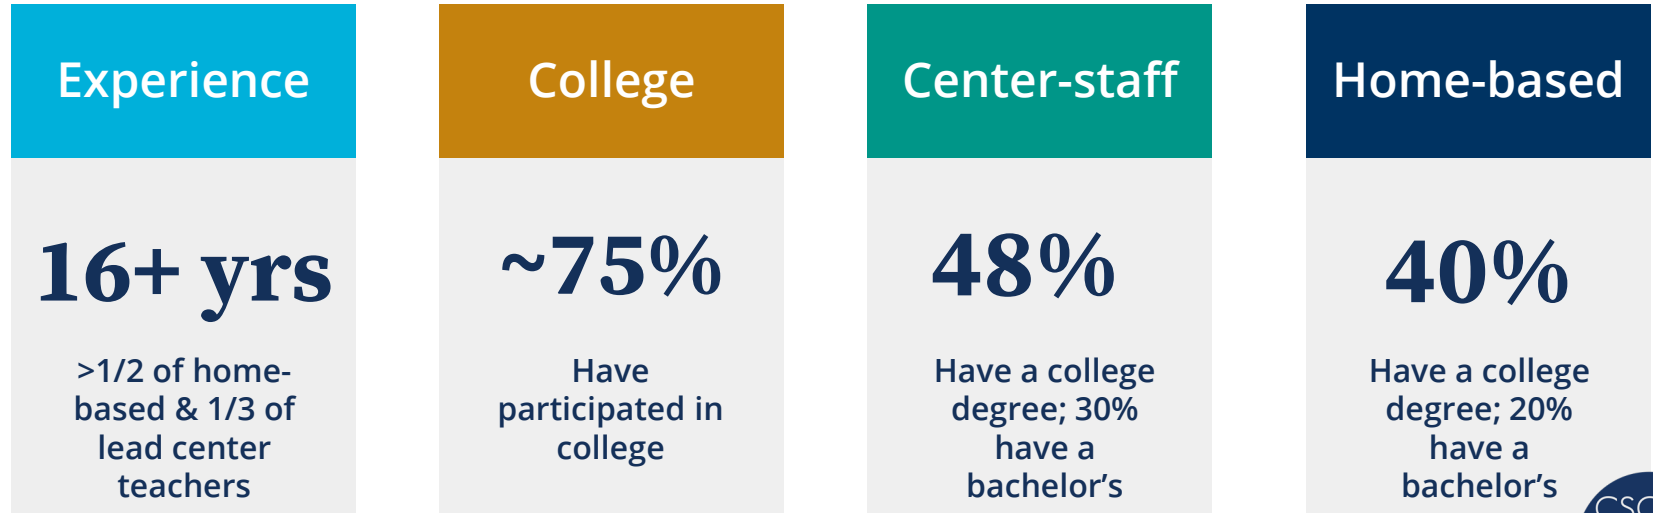 Experience
16+ yrs
>1/2 of home-
based & 1/3 of
lead center
teachers
College
~75%
Have
participated in
college
Center-staff
48%
Have a college
degree; 30%
have a
bachelor’s
Home-based
40%
Have a college
degree; 20%
have a
bachelor’s